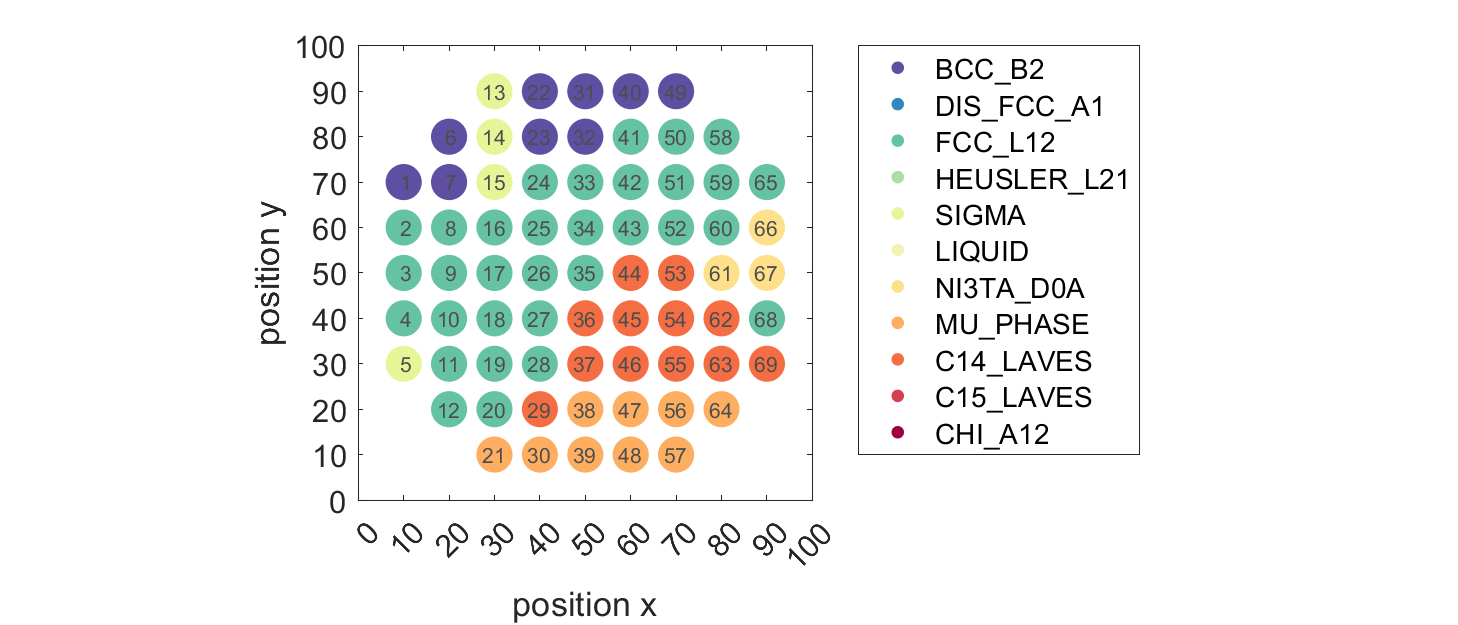 100
90
80
70
60
50
40
30
20
10
0
13 22 31 40 49
6 14 23 32 41 50 58
1 7 15 24 33 42 51 59 65
2 8 16 25 34 43 52 60 66
3 9 17 26 35 44 53 61 67
4 10 18 27 36 45 54 62 68
5 11 19 28 37 46 55 63 69
12 20 29 38 47 56 64
21 30 39 48 57
0 10 20 30 40 50 60 70 80 90 100
position x
position y
BCC_B2
DIS_FCC_A1
FCC_L12
HEUSLER_L21
SIGMA
LIQUID
NI3TA_D0A
MU_PHASE
C14_LAVES
C15_LAVES
CHI_A12